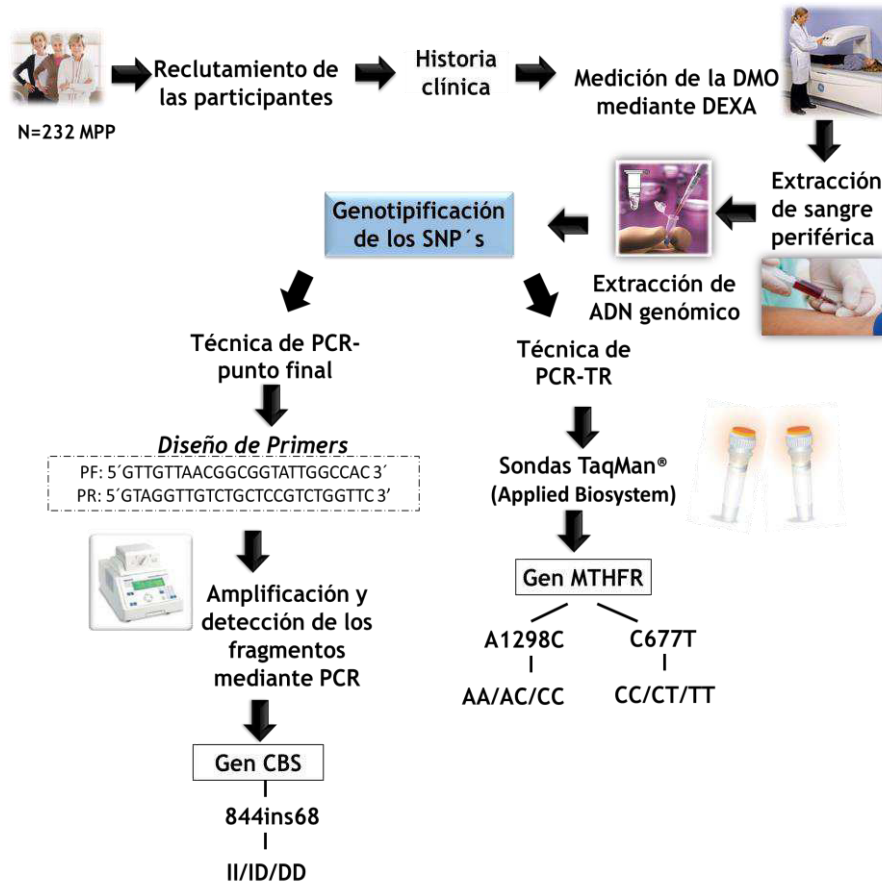 Reclutamiento de
las participantes
Historia
clínica
Medición de la DMO
mediante DEXA
N=232 MPP
Extracción
de sangre
periférica
Extracción de
ADN genómico
Genotipificación
de los SNP´s
Técnica de PCR-
punto final
Diseño de Primers
PF: 5´GTTGTTAACGGCGGTATTGGCCAC 3´
PR: 5´GTAGGTTGTCTGCTCCGTCTGGTTC 3’
Amplificación y
detección de los
fragmentos
mediante PCR
Gen CBS
844ins68
II/ID/DD
Técnica de
PCR-TR
Sondas TaqMan®
(Applied Biosystem)
Gen MTHFR
A1298C
AA/AC/CC
C677T
CC/CT/TT